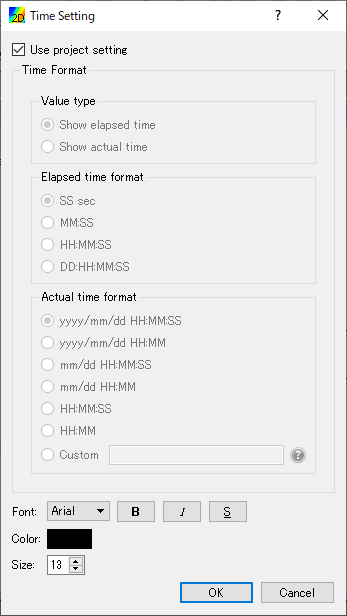 2D Time Setting ?
Use project setting
Time Format
Value type
Show elapsed time
Show actual time
Elapsed time format
SS sec
MM:SS
HH:MM:SS
DD:HH:MM:SS
Actual time format
yyyy/mm/dd HH:MM:SS
yyyy/mm/dd HH:MM
mm/dd HH:MM:SS
mm/dd HH:MM
HH:MM:SS
HH:MM
Custom ?
Font: Arial B I S
Color:
Size: 13
OK Cancel